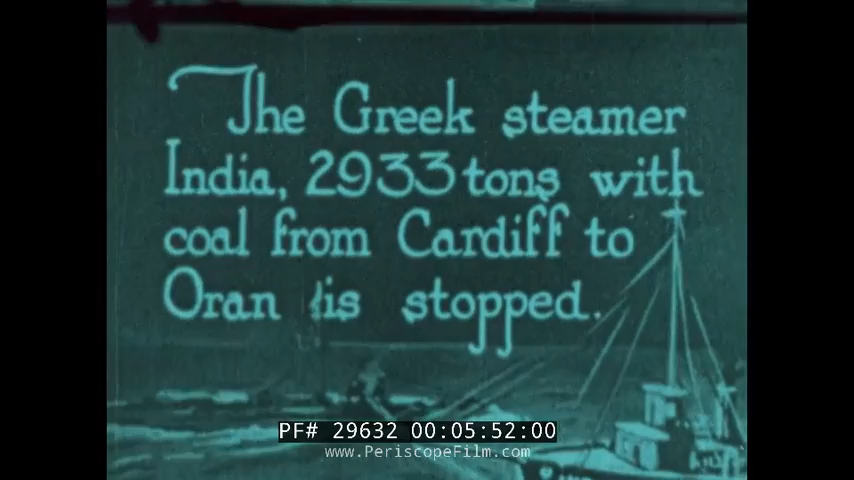 The Greek steamer
India, 2933 tons with
coal from Cardiff to
Oran is stopped.
PF# 29632 00:05:52:00
www.PeriscopeFilm.com